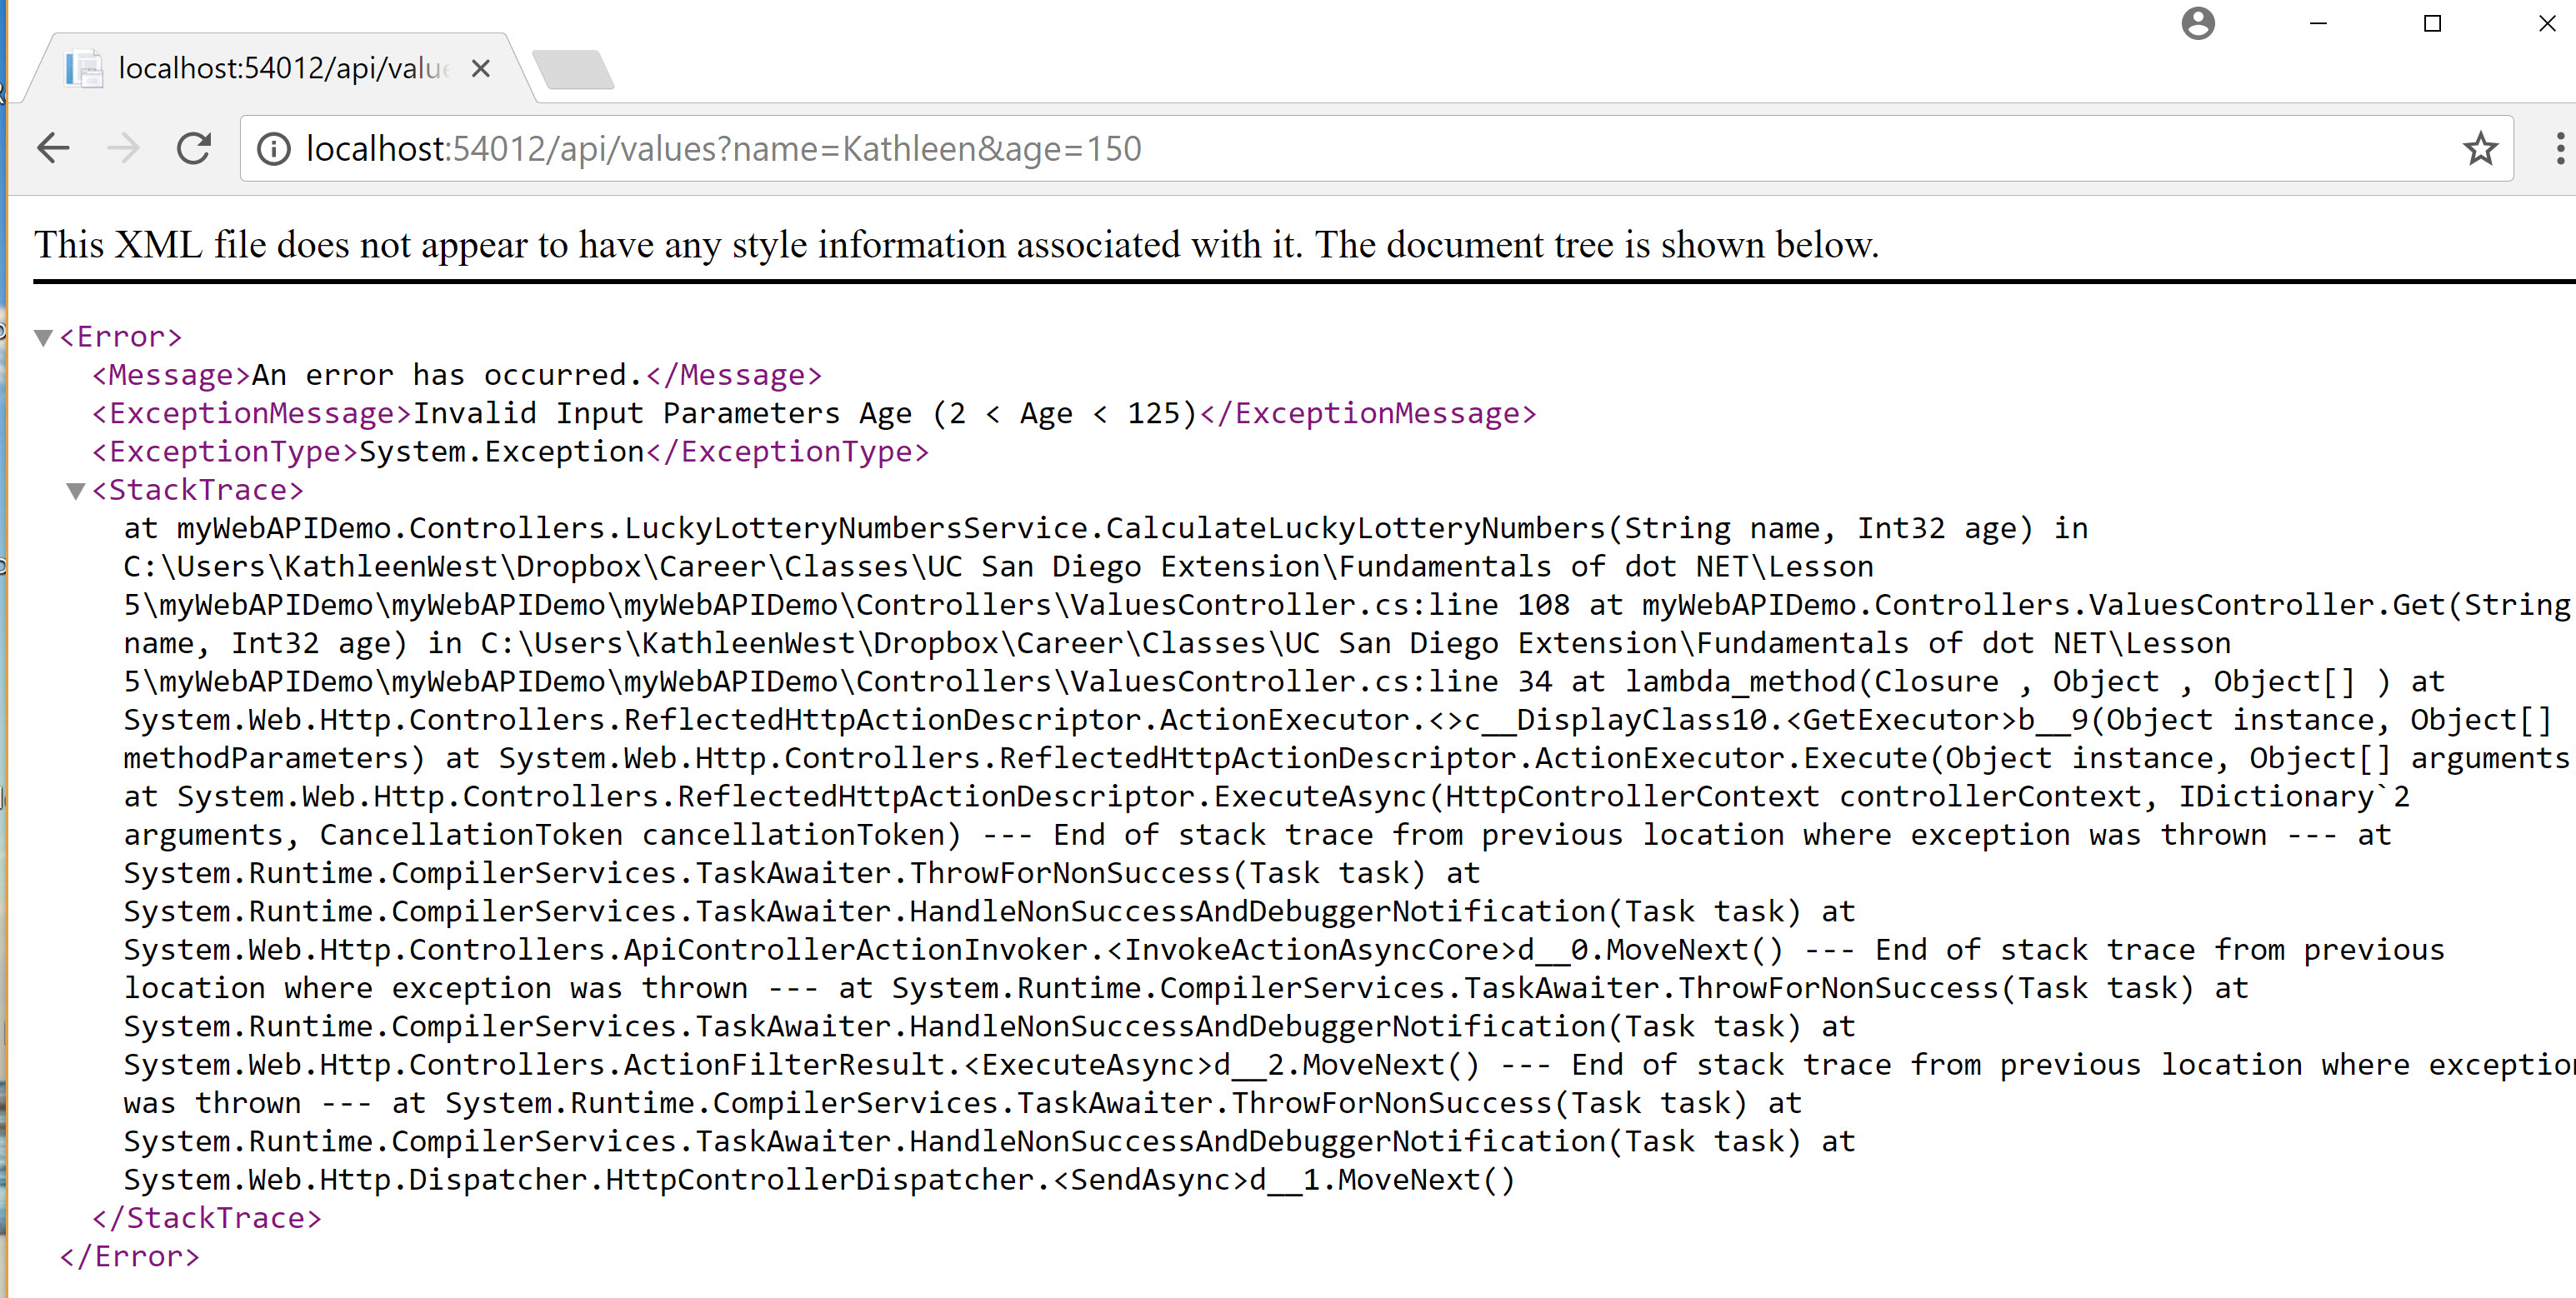 localhost:54012/api/value
localhost:54012/api/values?name=Kathleen&age=150
This XML file does not appear to have any style information associated with it. The document tree is shown below.
<Error>
<Message>An error has occurred.</Message>
<ExceptionMessage>Invalid Input Parameters Age (2 < Age < 125)</ExceptionMessage>
<ExceptionType>System.Exception</ExceptionType>
<StackTrace>
at myWebAPIDemo.Controllers.LuckyLotteryNumbersService.CalculateLuckyLotteryNumbers(String name, Int32 age) in
C:\Users\KathleenWest\Dropbox\Career\Classes\UC San Diego Extension\Fundamentals of dot NET\Lesson
5\myWebAPIDemo\myWebAPIDemo\myWebAPIDemo\Controllers\ValuesController.cs:line 108 at myWebAPIDemo.Controllers.ValuesController.Get(String
name, Int32 age) in C:\Users\KathleenWest\Dropbox\Career\Classes\UC San Diego Extension\Fundamentals of dot NET\Lesson
5\myWebAPIDemo\myWebAPIDemo\myWebAPIDemo\Controllers\ValuesController.cs:line 34 at lambda_method(Closure , Object , Object[] ) at
System.Web.Http.Controllers.ReflectedHttpActionDescriptor.ActionExecutor.<>c__DisplayClass10.<GetExecutor>b__9(Object instance, Object[]
methodParameters) at System.Web.Http.Controllers.ReflectedHttpActionDescriptor.ActionExecutor.Execute(Object instance, Object[] arguments
at System.Web.Http.Controllers.ReflectedHttpActionDescriptor.ExecuteAsync(HttpControllerContext controllerContext, IDictionary`2
arguments, CancellationToken cancellationToken) --- End of stack trace from previous location where exception was thrown --- at
System.Runtime.CompilerServices.TaskAwaiter.ThrowForNonSuccess(Task task) at
System.Runtime.CompilerServices.TaskAwaiter.HandleNonSuccessAndDebuggerNotification(Task task) at
System.Web.Http.Controllers.ApiControllerActionInvoker.<InvokeActionAsyncCore>d__0.MoveNext() --- End of stack trace from previous
location where exception was thrown --- at System.Runtime.CompilerServices.TaskAwaiter.ThrowForNonSuccess(Task task) at
System.Runtime.CompilerServices.TaskAwaiter.HandleNonSuccessAndDebuggerNotification(Task task) at
System.Web.Http.Controllers.ActionFilterResult.<ExecuteAsync>d__2.MoveNext() --- End of stack trace from previous location where exception
was thrown --- at System.Runtime.CompilerServices.TaskAwaiter.ThrowForNonSuccess(Task task) at
System.Runtime.CompilerServices.TaskAwaiter.HandleNonSuccessAndDebuggerNotification(Task task) at
System.Web.Http.Dispatcher.HttpControllerDispatcher.<SendAsync>d__1.MoveNext()
</StackTrace>
</Error>